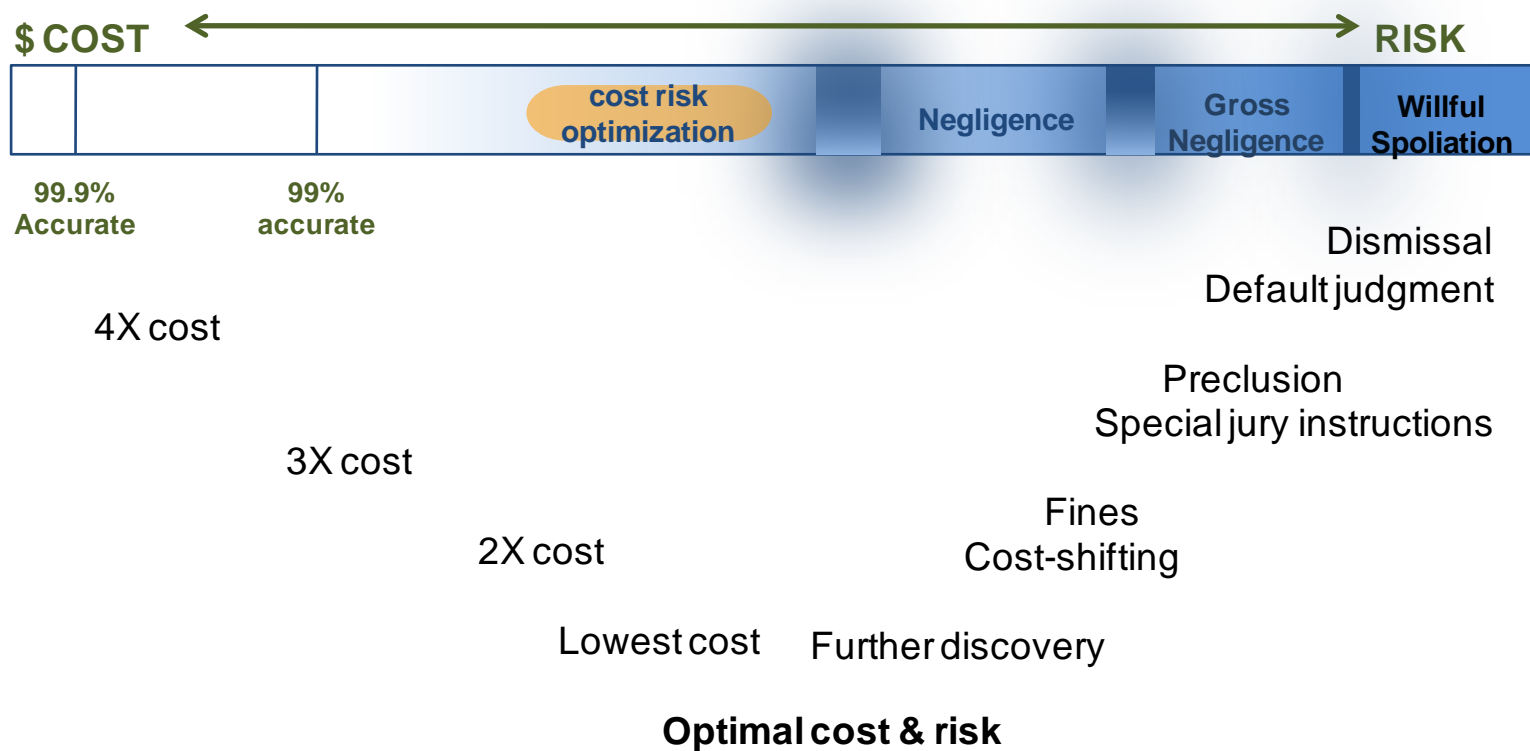 $ COST
RISK
cost risk
optimization
Negligence
Gross
Negligence
Willful
Spoliation
99.9%
Accurate
99%
accurate
Dismissal
Default judgment
4X cost
Preclusion
Special jury instructions
3X cost
Fines
Cost-shifting
2X cost
Lowest cost
Further discovery
Optimal cost & risk